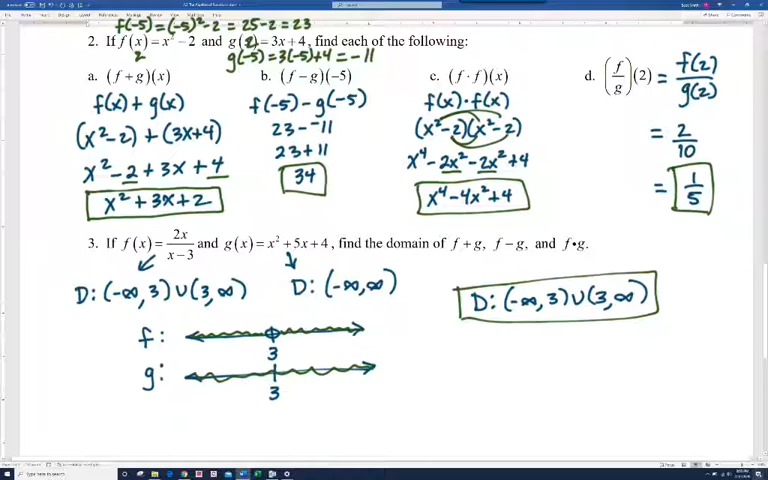 f(-5) = (-5)² - 2 = 25 - 2 = 23
2. If f(x) = x² − 2 and g(x) = 3x + 4, find each of the following:
2
g(-5) = 3(-5) + 4 = -11
a. (f + g)(x) b. (f − g)(−5) c. (f · f)(x) d. (f/g)(2) = f(2)/g(2)
f(x) + g(x) f(-5) - g(-5) f(x) · f(x)
(x² - 2) + (3x + 4) 23 - -11 (x² - 2)(x² - 2) = 2/10
x² - 2 + 3x + 4 23 + 11 x⁴ - 2x² - 2x² + 4
x² + 3x + 2 34 x⁴ - 4x² + 4 = 1/5
3. If f(x) = 2x/(x − 3) and g(x) = x² + 5x + 4, find the domain of f + g, f − g, and f•g.
D: (-∞, 3) ∪ (3, ∞) D: (-∞, ∞) D: (-∞, 3) ∪ (3, ∞)
f:
3
g:
3